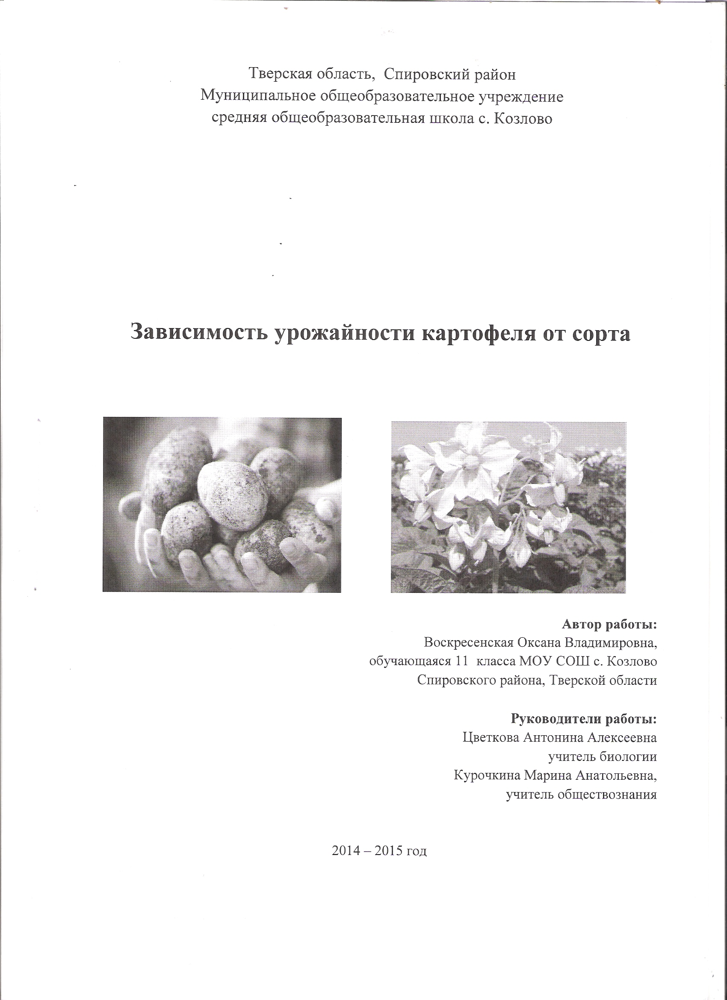 Тверская область, Спировский район
Муниципальное общеобразовательное учреждение
средняя общеобразовательная школа с. Козлово
Зависимость урожайности картофеля от сорта
Автор работы:
Воскресенская Оксана Владимировна,
обучающаяся 11 класса МОУ СОШ с. Козлово
Спировского района, Тверской области
Руководители работы:
Цветкова Антонина Алексеевна
учитель биологии
Курочкина Марина Анатольевна,
учитель обществознания
2014 – 2015 год